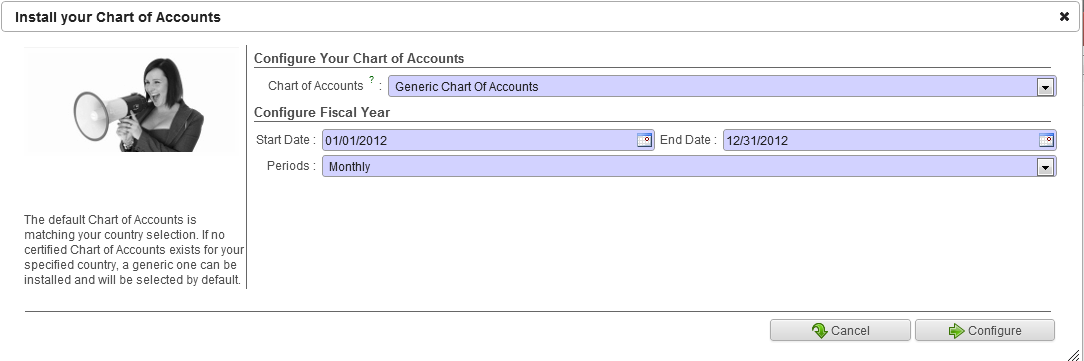 Install your Chart of Accounts
Configure Your Chart of Accounts
Chart of Accounts ? : Generic Chart Of Accounts
Configure Fiscal Year
Start Date : 01/01/2012 End Date : 12/31/2012
Periods : Monthly
The default Chart of Accounts is
matching your country selection. If no
certified Chart of Accounts exists for your
specified country, a generic one can be
installed and will be selected by default.
Cancel Configure